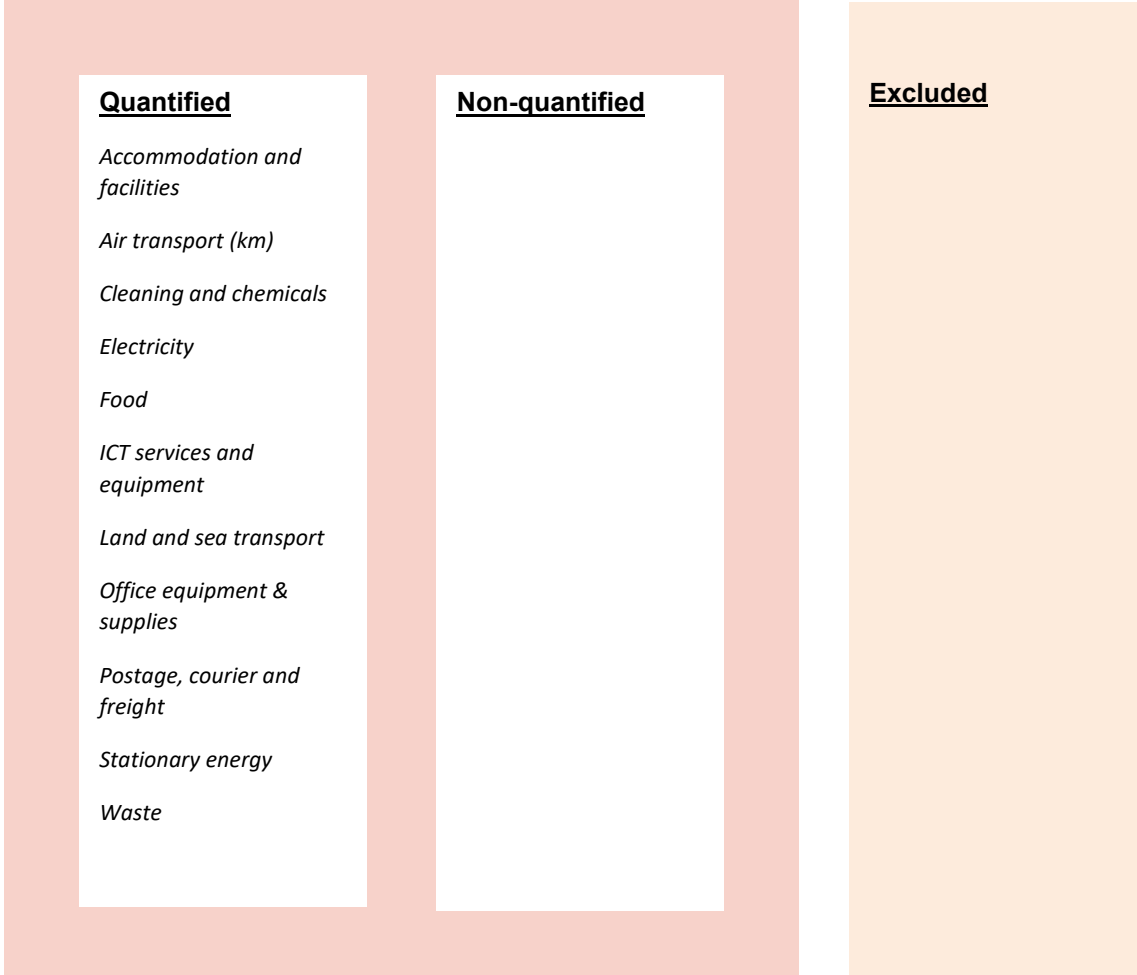 Quantified
Accommodation and
facilities
Air transport (km)
Cleaning and chemicals
Electricity
Food
ICT services and
equipment
Land and sea transport
Office equipment &
supplies
Postage, courier and
freight
Stationary energy
Waste
Non-quantified
Excluded